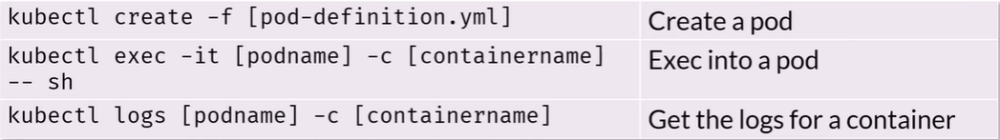 kubectl create -f [pod-definition.yml]
Create a pod
kubectl exec -it [podname] -c [containername]
-- sh
Exec into a pod
kubectl logs [podname] -c [containername]
Get the logs for a container